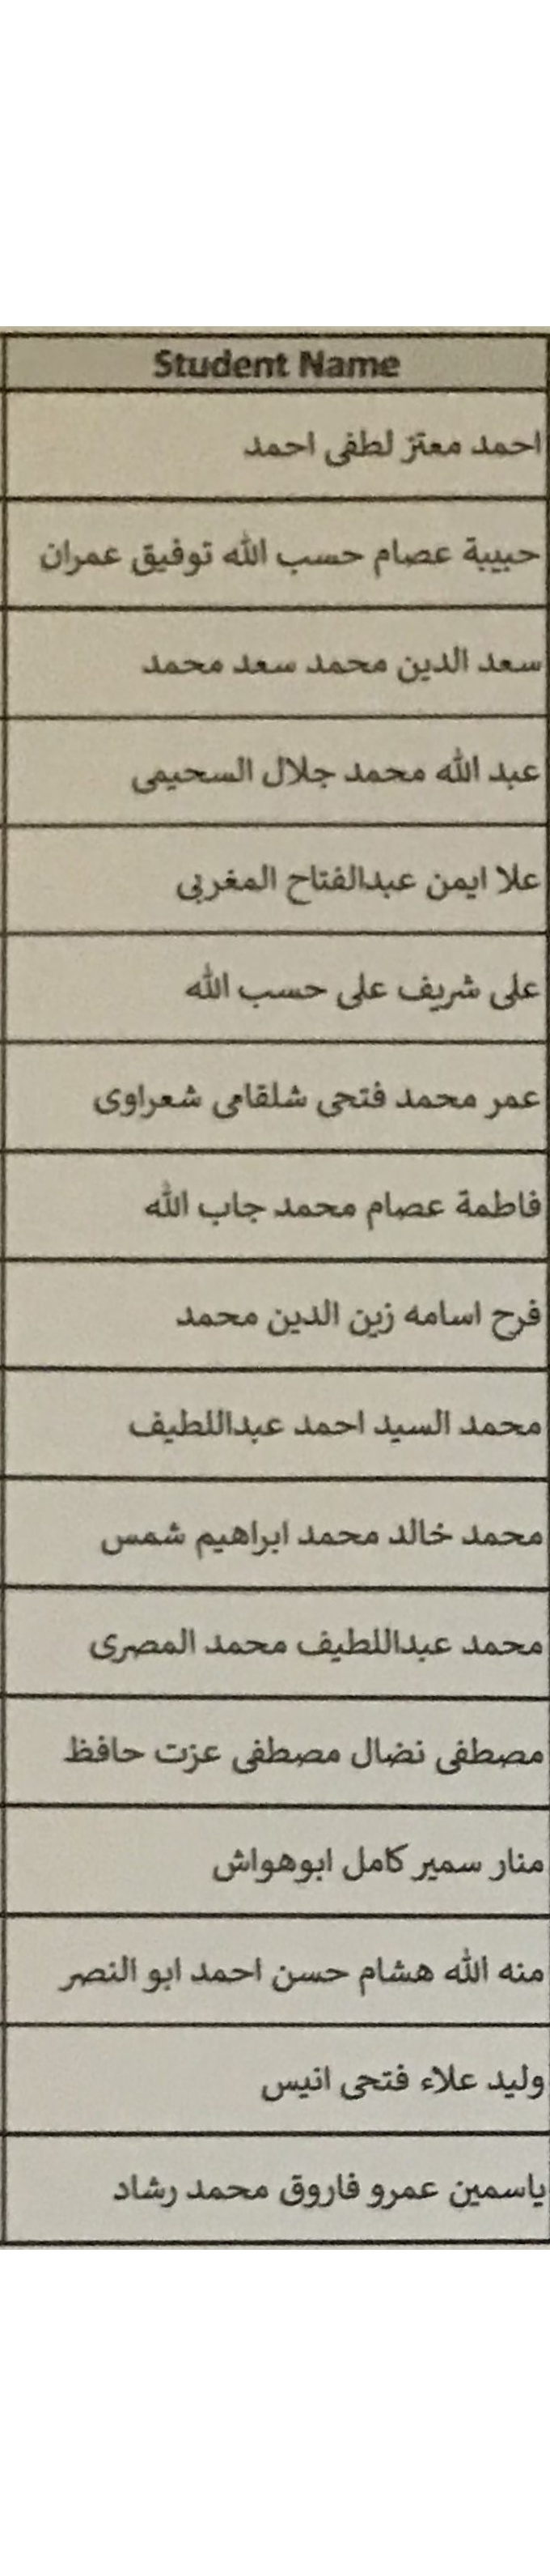 Student Name
احمد معتز لطفى احمد
حبيبة عصام حسب الله توفيق عمران
سعد الدين محمد سعد محمد
عبد الله محمد جلال السحيمى
علا ايمن عبدالفتاح المغربى
على شريف على حسب الله
عمر محمد فتحى شلقامى شعراوى
فاطمة عصام محمد جاب الله
فرح اسامه زين الدين محمد
محمد السيد احمد عبداللطيف
محمد خالد محمد ابراهيم شمس
محمد عبداللطيف محمد المصرى
مصطفى نضال مصطفى عزت حافظ
منار سمير كامل ابوهواش
منه الله هشام حسن احمد ابو النصر
وليد علاء فتحى انيس
ياسمين عمرو فاروق محمد رشاد